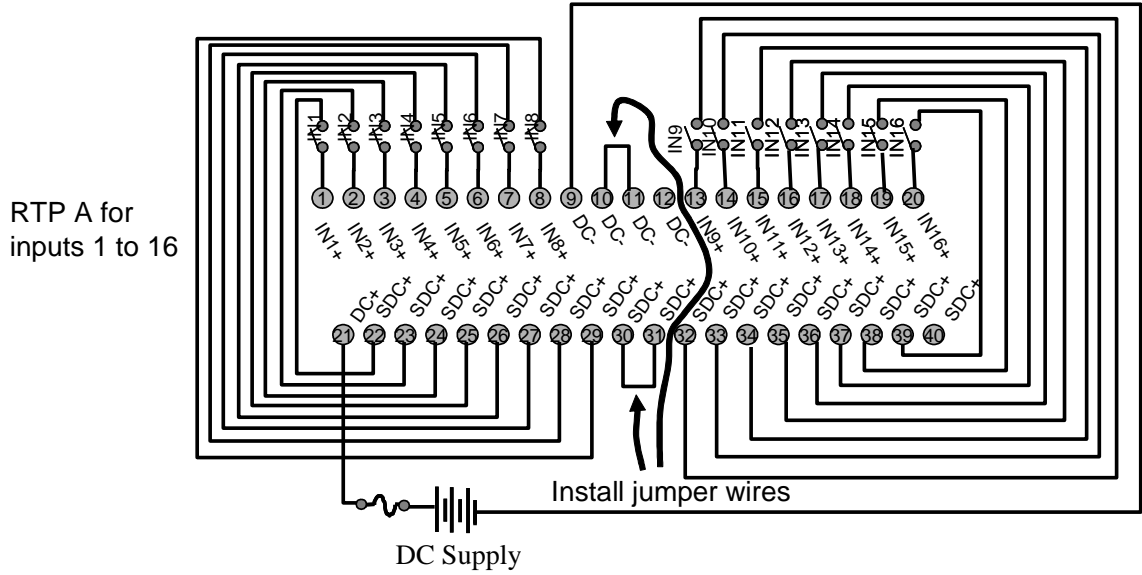 IN1 IN2 IN3 IN4 IN5 IN6 IN7 IN8 IN9 IN10 IN11 IN12 IN13 IN14 IN15 IN16
RTP A for
inputs 1 to 16
1 2 3 4 5 6 7 8 9 10 11 12 13 14 15 16 17 18 19 20
IN1+ IN2+ IN3+ IN4+ IN5+ IN6+ IN7+ IN8+ DC- DC- DC- DC- IN9+ IN10+ IN11+ IN12+ IN13+ IN14+ IN15+ IN16+
DC+ SDC+ SDC+ SDC+ SDC+ SDC+ SDC+ SDC+ SDC+ SDC+ SDC+ SDC+ SDC+ SDC+ SDC+ SDC+ SDC+ SDC+ SDC+ SDC+
21 22 23 24 25 26 27 28 29 30 31 32 33 34 35 36 37 38 39 40
Install jumper wires
DC Supply